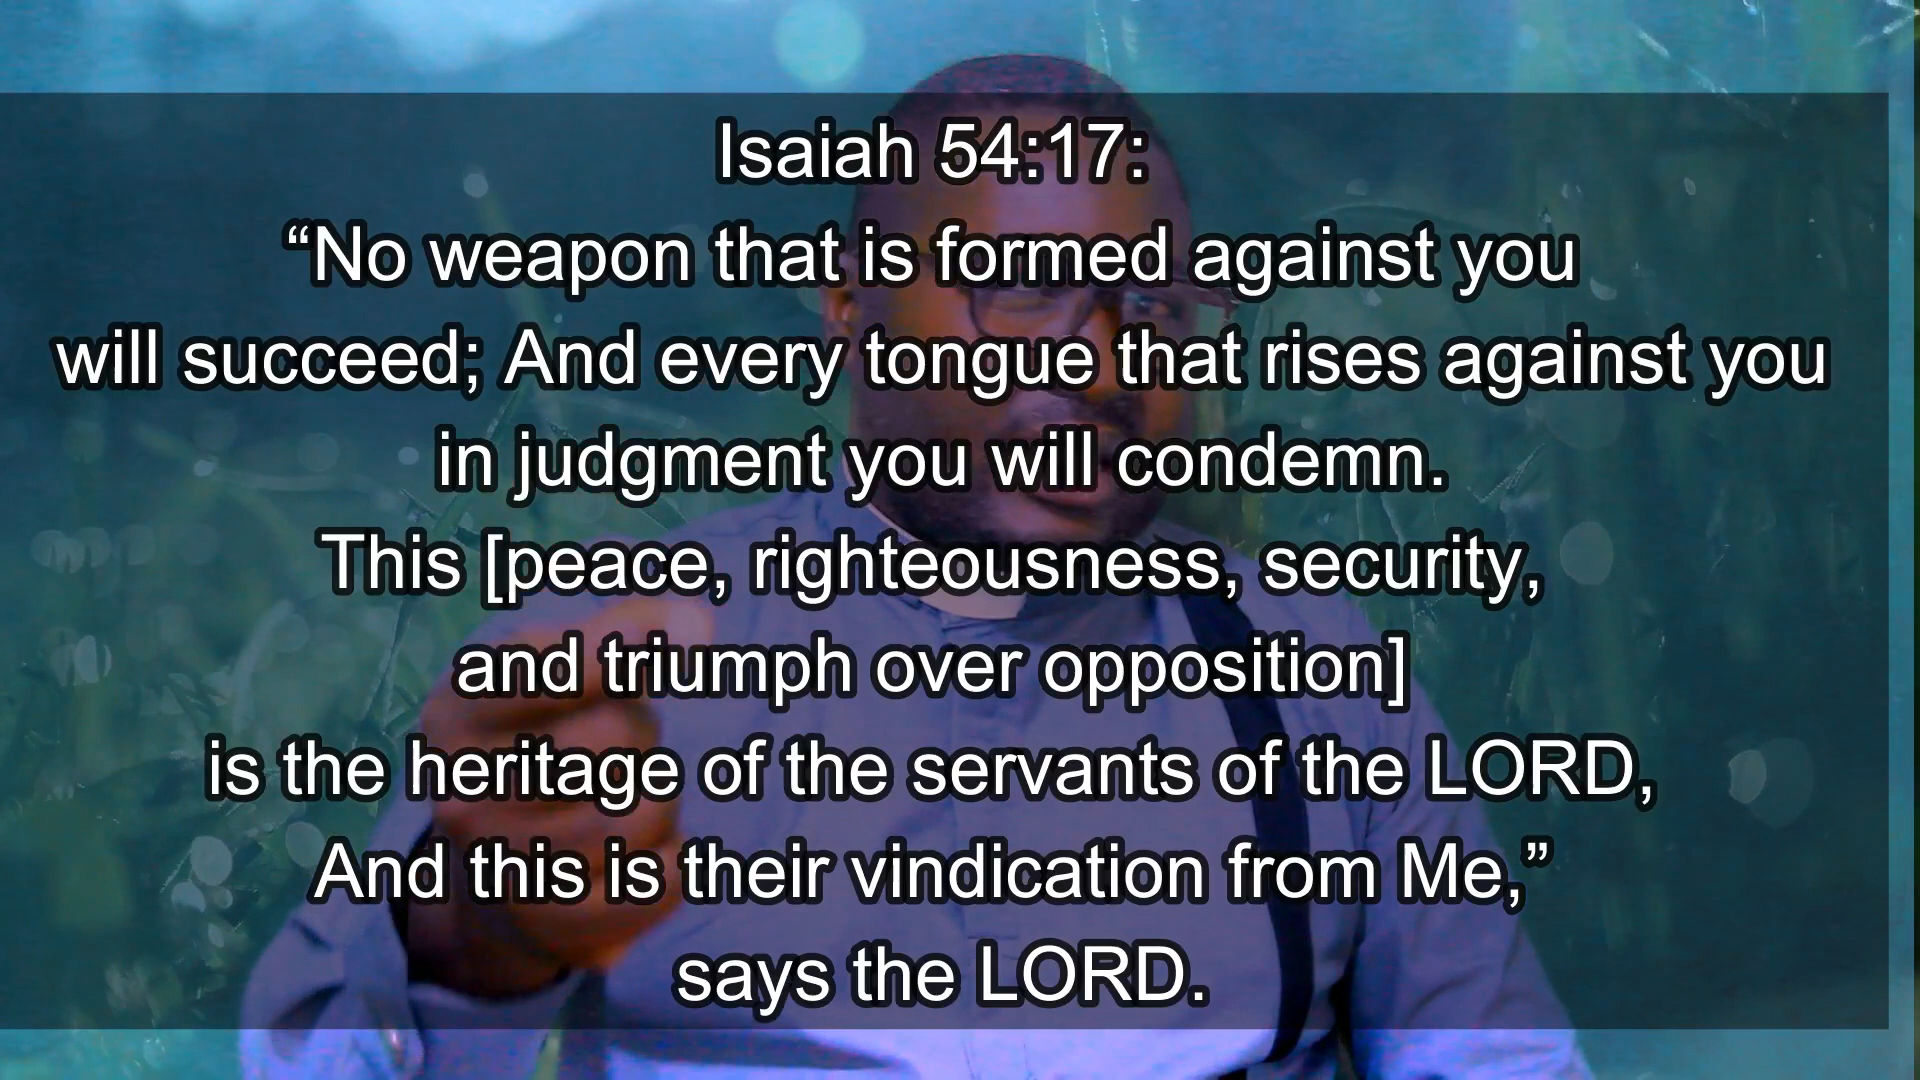 Isaiah 54:17:
“No weapon that is formed against you
will succeed; And every tongue that rises against you
in judgment you will condemn.
This [peace, righteousness, security,
and triumph over opposition]
is the heritage of the servants of the LORD,
And this is their vindication from Me,”
says the LORD.